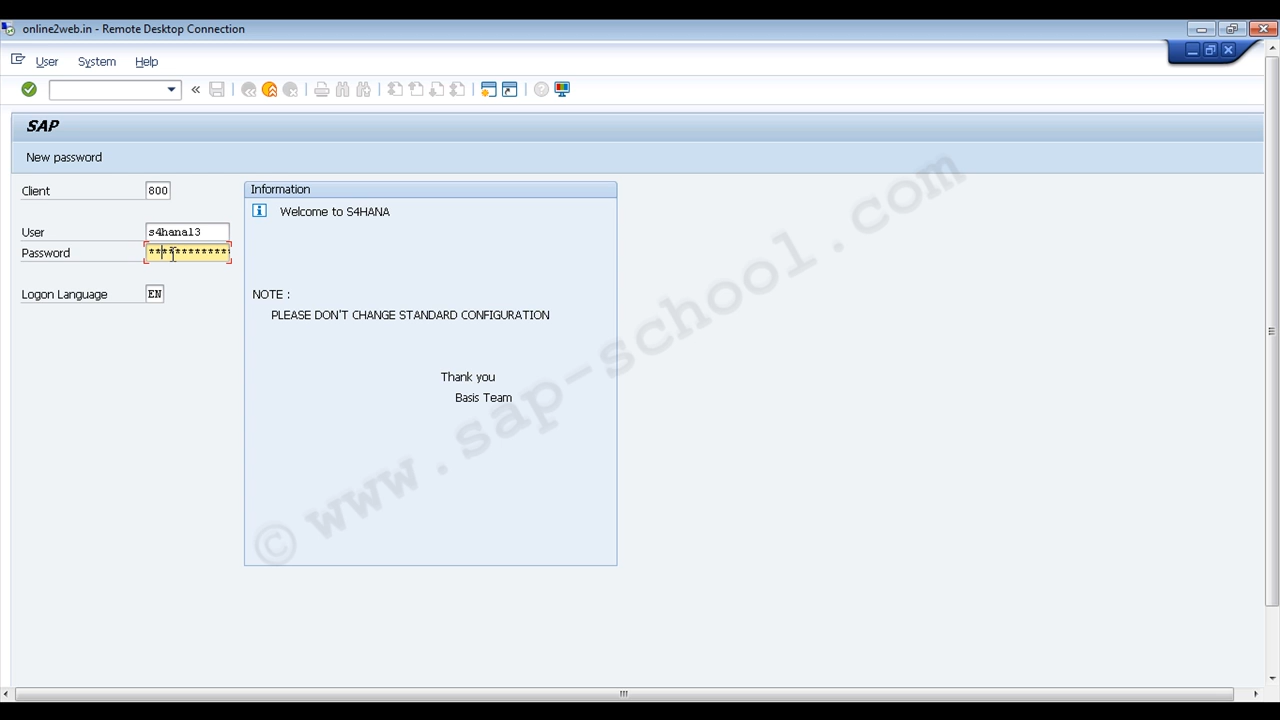 online2web.in - Remote Desktop Connection
User System Help
SAP
New password
Client 800
User s4hana13
Password **************
Logon Language EN
Information
Welcome to S4HANA
NOTE :
PLEASE DON'T CHANGE STANDARD CONFIGURATION
Thank you
Basis Team
© www.sap-school.com